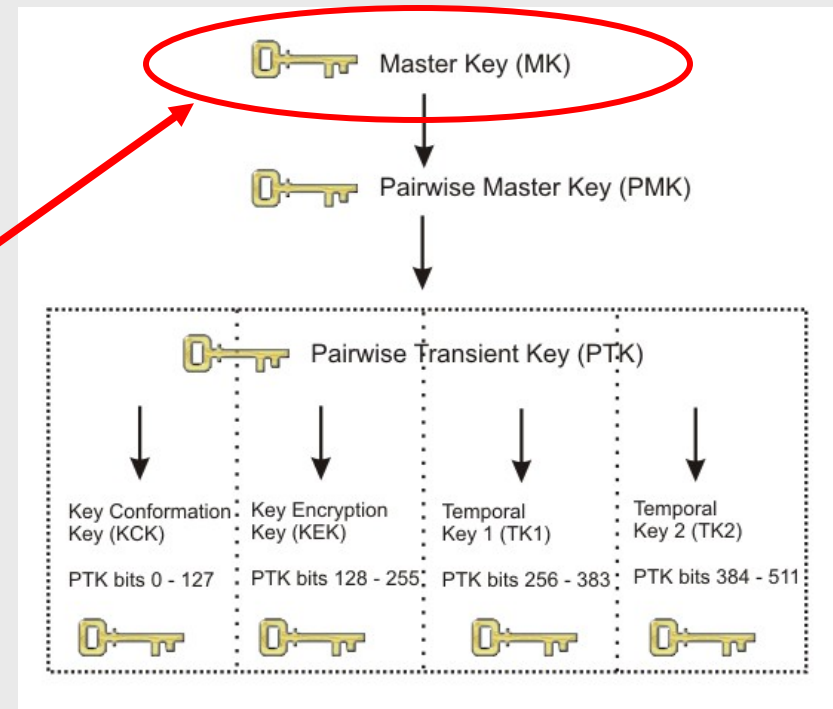 Master Key (MK)
Pairwise Master Key (PMK)
Pairwise Transient Key (PTK)
Key Conformation
Key (KCK)
PTK bits 0 - 127
Key Encryption
Key (KEK)
PTK bits 128 - 255
Temporal
Key 1 (TK1)
PTK bits 256 - 383
Temporal
Key 2 (TK2)
PTK bits 384 - 511